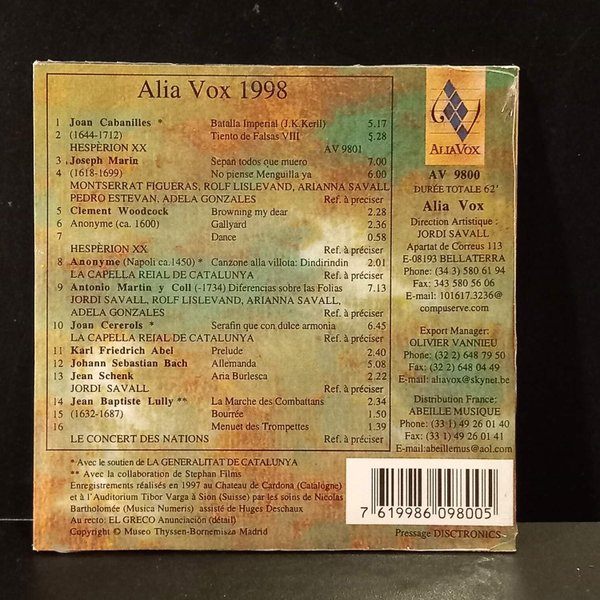 Alia Vox 1998
1 Joan Cabanilles * Batalla Imperial (J.K.Kerll) 5.17
2 (1644-1712) Tiento de Falsas VIII 5.28
HESPÈRION XX AV 9801
3 Joseph Marin Sepan todos que muero 7.00
4 (1618-1699) No piense Menguilla ya 6.00
MONTSERRAT FIGUERAS, ROLF LISLEVAND, ARIANNA SAVALL
PEDRO ESTEVAN, ADELA GONZALES Ref. à préciser
5 Clement Woodcock Browning my dear 2.28
6 Anonyme (ca. 1600) Gallyard 2.36
7 Dance 0.58
HESPÈRION XX Ref. à préciser
8 Anonyme (Napoli ca.1450) * Canzone alla villota: Dindirindin 2.01
LA CAPELLA REIAL DE CATALUNYA Ref. à préciser
9 Antonio Martin y Coll (-1734) Diferencias sobre las Folias 7.13
JORDI SAVALL, ROLF LISLEVAND, ARIANNA SAVALL,
ADELA GONZALES Ref. à préciser
10 Joan Cererols * Serafin que con dulce armonia 6.45
LA CAPELLA REIAL DE CATALUNYA Ref. à préciser
11 Karl Friedrich Abel Prelude 2.40
12 Johann Sebastian Bach Allemanda 5.08
13 Jean Schenk Aria Burlesca 2.22
JORDI SAVALL Ref. à préciser
14 Jean Baptiste Lully ** La Marche des Combattans 2.34
15 (1632-1687) Bourrée 1.50
16 Menuet des Trompettes 1.39
LE CONCERT DES NATIONS Ref. à préciser
* Avec le soutien de LA GENERALITAT DE CATALUNYA
** Avec la collaboration de Stephan Films
Enregistrements réalisés en 1997 au Chateau de Cardona (Catalogne)
et à l'Auditorium Tibor Varga à Sion (Suisse) par les soins de Nicolas
Bartholomée (Musica Numeris) assisté de Huges Deschaux
Au recto: EL GRECO Anunciación (détail)
Copyright © Museo Thyssen-Bornemisza Madrid
ALIAVOX
AV 9800
DURÉE TOTALE 62'
Alia Vox
Direction Artistique :
JORDI SAVALL
Apartat de Correus 113
E-08193 BELLATERRA
Phone: (34 3) 580 61 94
Fax: 343 580 56 06
E-mail: 101617.3236@
compuserve.com
Export Manager:
OLIVIER VANNIEU
Phone: (32 2) 648 79 50
Fax: (32 2) 648 04 49
E-mail: aliavox@skynet.be
Distribution France:
ABEILLE MUSIQUE
Phone: (33 1) 49 26 01 40
Fax: (33 1) 49 26 01 41
E-mail:abeillemus@aol.com
7 619986 098005
Pressage DISCTRONICS